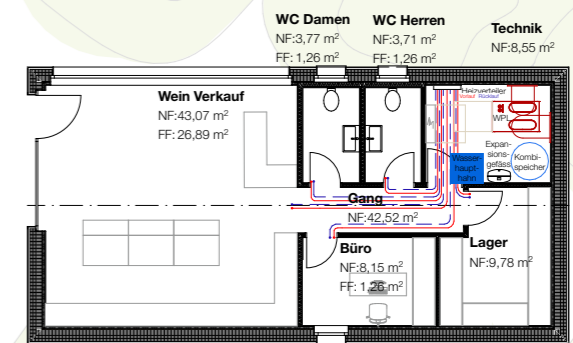 WC Damen
NF:3,77 m²
FF: 1,26 m²
WC Herren
NF:3,71 m²
FF: 1,26 m²
Technik
NF:8,55 m²
Wein Verkauf
NF:43,07 m²
FF: 26,89 m²
Heizverteiler
Vorlauf Rücklauf
WPL
Expan-
sions-
gefäss
Kombi-
speicher
Wasser-
haupt-
hahn
Gang
NF:42,52 m²
Büro
NF:8,15 m²
FF: 1,26 m²
Lager
NF:9,78 m²